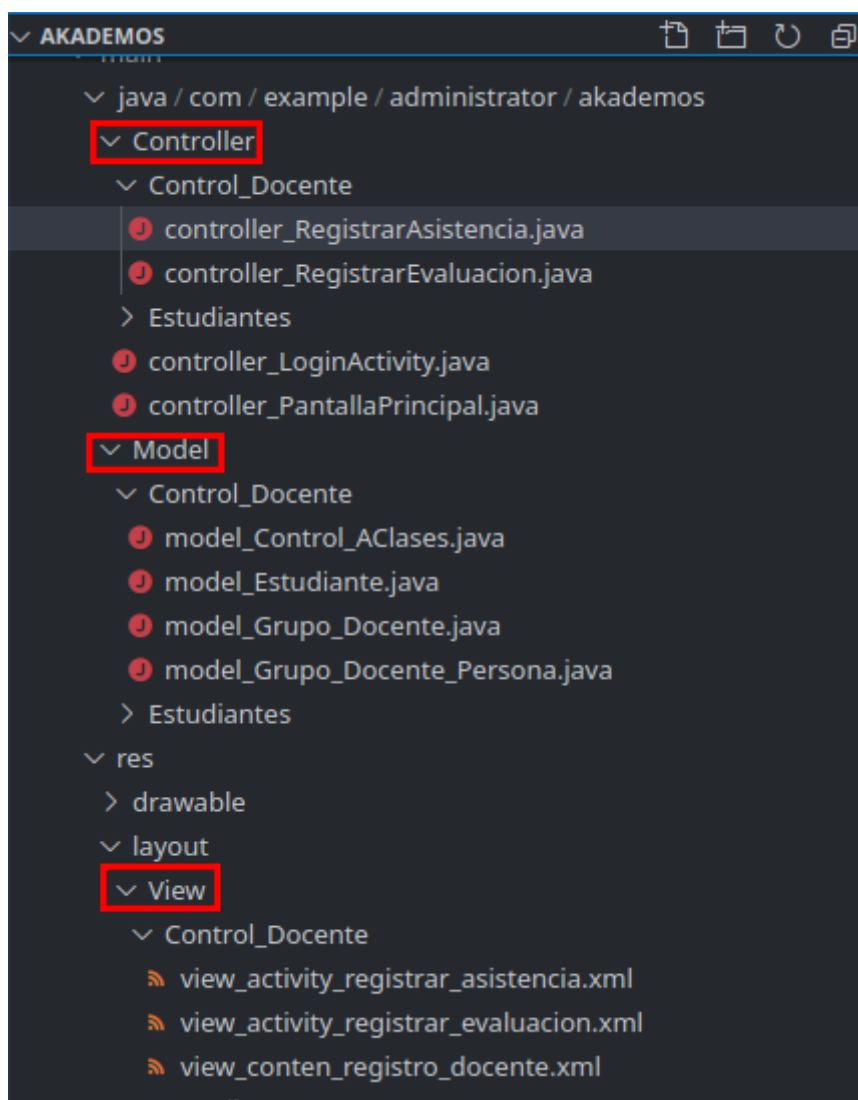 AKADEMOS
main
java / com / example / administrator / akademos
Controller
Control_Docente
controller_RegistrarAsistencia.java
controller_RegistrarEvaluacion.java
Estudiantes
controller_LoginActivity.java
controller_PantallaPrincipal.java
Model
Control_Docente
model_Control_AClases.java
model_Estudiante.java
model_Grupo_Docente.java
model_Grupo_Docente_Persona.java
Estudiantes
res
drawable
layout
View
Control_Docente
view_activity_registrar_asistencia.xml
view_activity_registrar_evaluacion.xml
view_conten_registro_docente.xml